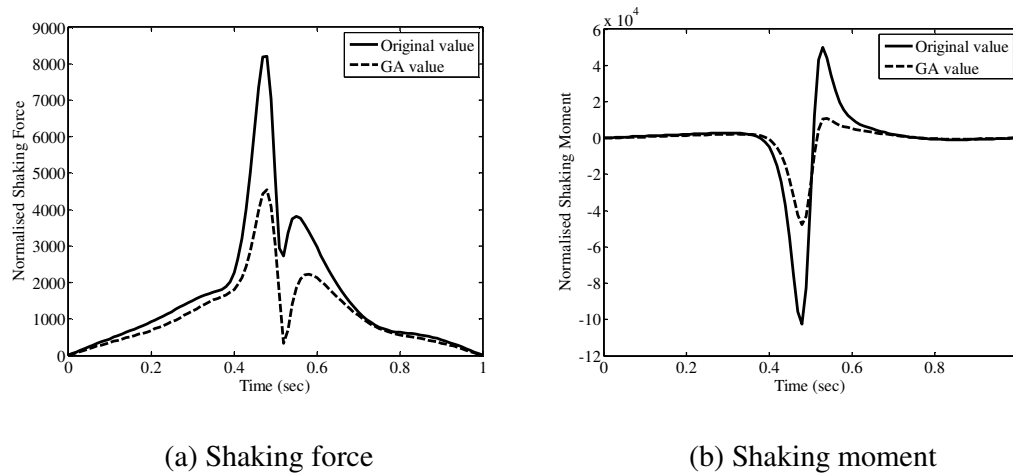 9000
8000
7000
6000
5000
4000
3000
2000
1000
0
Normalised Shaking Force
0 0.2 0.4 0.6 0.8 1
Time (sec)
Original value
GA value
(a) Shaking force
x 10^4
6
4
2
0
-2
-4
-6
-8
-10
-12
Normalised Shaking Moment
0 0.2 0.4 0.6 0.8
Time (sec)
Original value
GA value
(b) Shaking moment